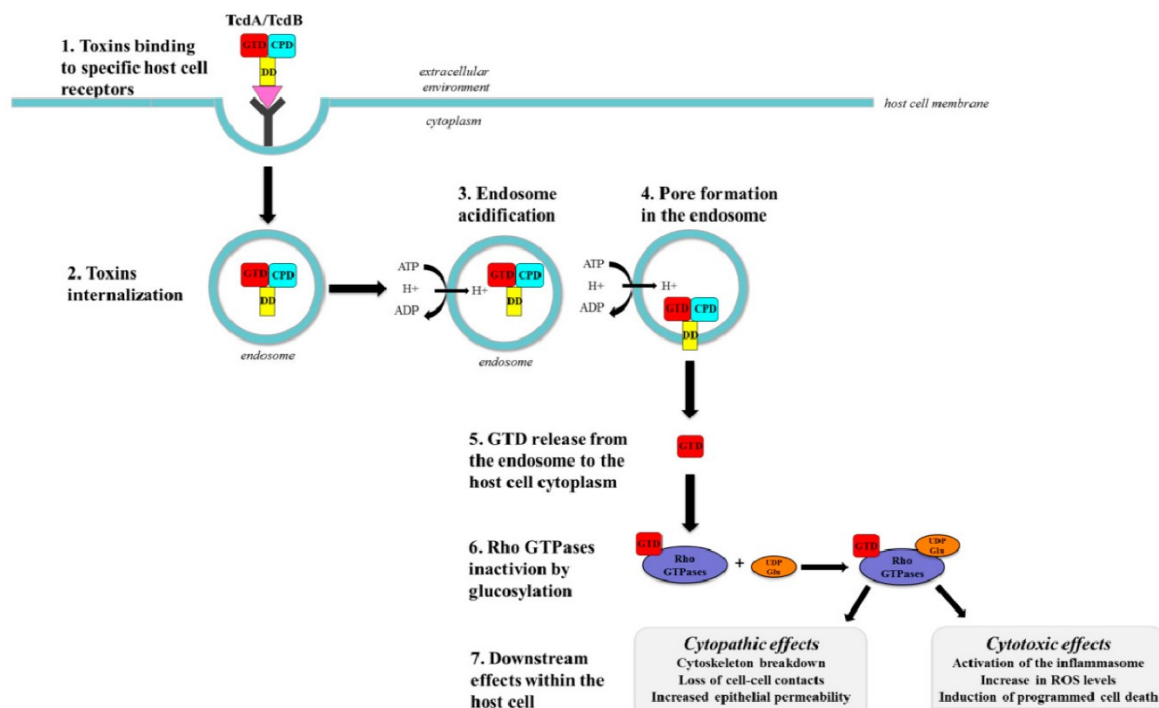 TcdA/TcdB
GTD CPD
DD
1. Toxins binding
to specific host cell
receptors
extracellular
environment
cytoplasm
host cell membrane
2. Toxins
internalization
GTD CPD
DD
endosome
3. Endosome
acidification
ATP
H+
ADP
H+
GTD CPD
DD
endosome
4. Pore formation
in the endosome
ATP
H+
ADP
H+
GTD CPD
DD
5. GTD release from
the endosome to the
host cell cytoplasm
GTD
6. Rho GTPases
inactivion by
glucosylation
GTD
Rho
GTPases
+
UDP
Glu
GTD
Rho
GTPases
UDP
Glu
7. Downstream
effects within the
host cell
Cytopathic effects
Cytoskeleton breakdown
Loss of cell-cell contacts
Increased epithelial permeability
Cytotoxic effects
Activation of the inflammasome
Increase in ROS levels
Induction of programmed cell death